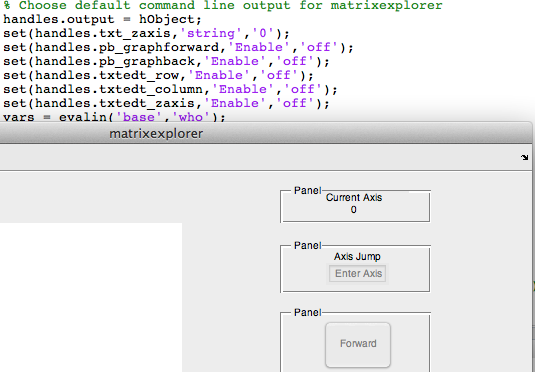 % Choose default command line output for matrixexplorer
handles.output = hObject;
set(handles.txt_zaxis,'string','0');
set(handles.pb_graphforward,'Enable','off');
set(handles.pb_graphback,'Enable','off');
set(handles.txtedt_row,'Enable','off');
set(handles.txtedt_column,'Enable','off');
set(handles.txtedt_zaxis,'Enable','off');
vars = evalin('base','who');
matrixexplorer
Panel
Current Axis
0
Panel
Axis Jump
Enter Axis
Panel
Forward